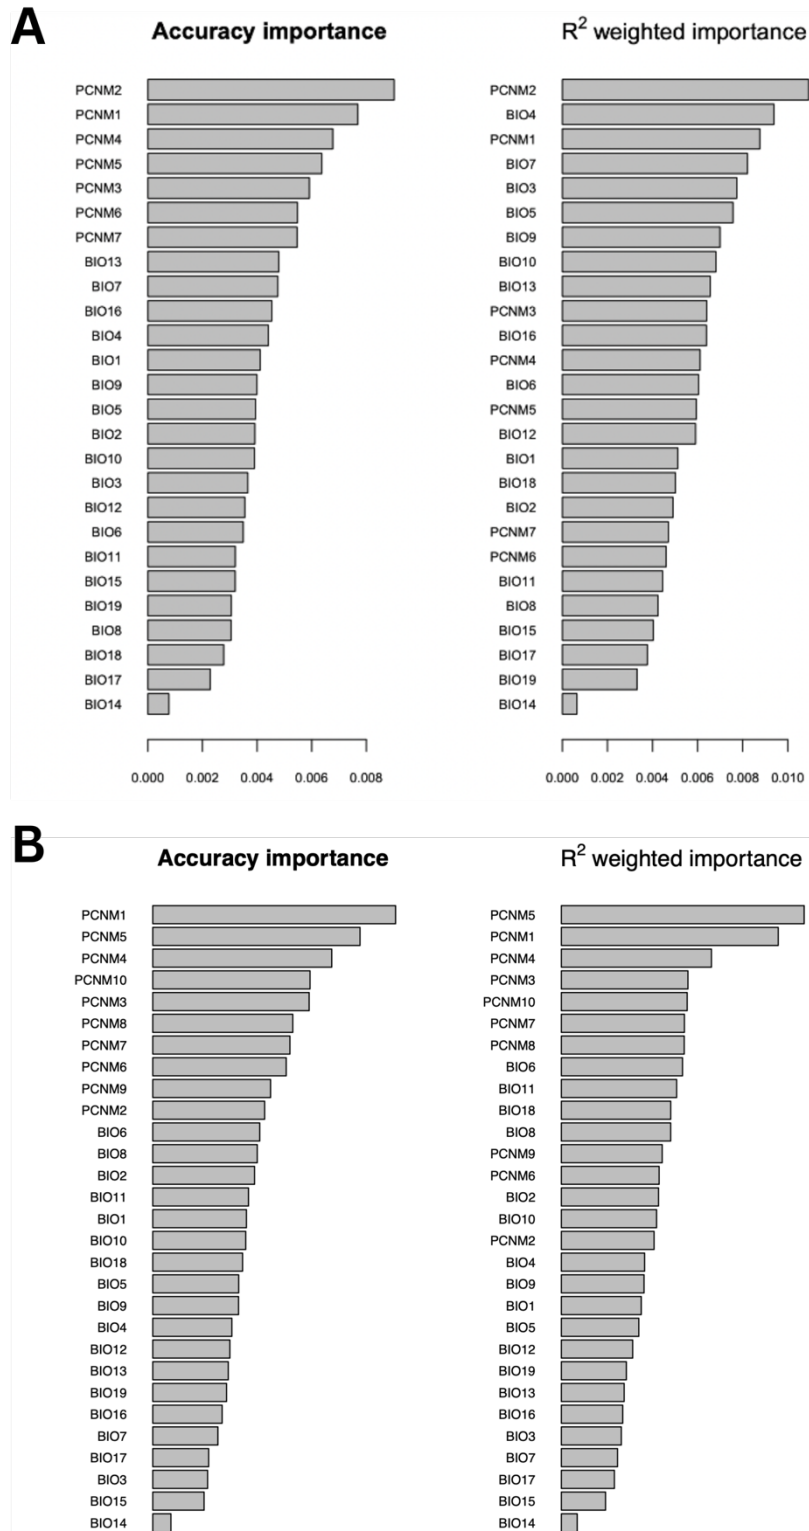 A
Accuracy importance
R² weighted importance
PCNM2 PCNM2
PCNM1 BIO4
PCNM4 PCNM1
PCNM5 BIO7
PCNM3 BIO3
PCNM6 BIO5
PCNM7 BIO9
BIO13 BIO10
BIO7 BIO13
BIO16 PCNM3
BIO4 BIO16
BIO1 PCNM4
BIO9 BIO6
BIO5 PCNM5
BIO2 BIO12
BIO10 BIO1
BIO3 BIO18
BIO12 BIO2
BIO6 PCNM7
BIO11 PCNM6
BIO15 BIO11
BIO19 BIO8
BIO8 BIO15
BIO18 BIO17
BIO17 BIO19
BIO14 BIO14
0.000 0.002 0.004 0.006 0.008
0.000 0.002 0.004 0.006 0.008 0.010
B
Accuracy importance
R² weighted importance
PCNM1 PCNM5
PCNM5 PCNM1
PCNM4 PCNM4
PCNM10 PCNM3
PCNM3 PCNM10
PCNM8 PCNM7
PCNM7 PCNM8
PCNM6 BIO6
PCNM9 BIO11
PCNM2 BIO18
BIO6 BIO8
BIO8 PCNM9
BIO2 PCNM6
BIO11 BIO2
BIO1 BIO10
BIO10 PCNM2
BIO18 BIO4
BIO5 BIO9
BIO9 BIO1
BIO4 BIO5
BIO12 BIO12
BIO13 BIO19
BIO19 BIO13
BIO16 BIO16
BIO7 BIO3
BIO17 BIO7
BIO3 BIO17
BIO15 BIO15
BIO14 BIO14